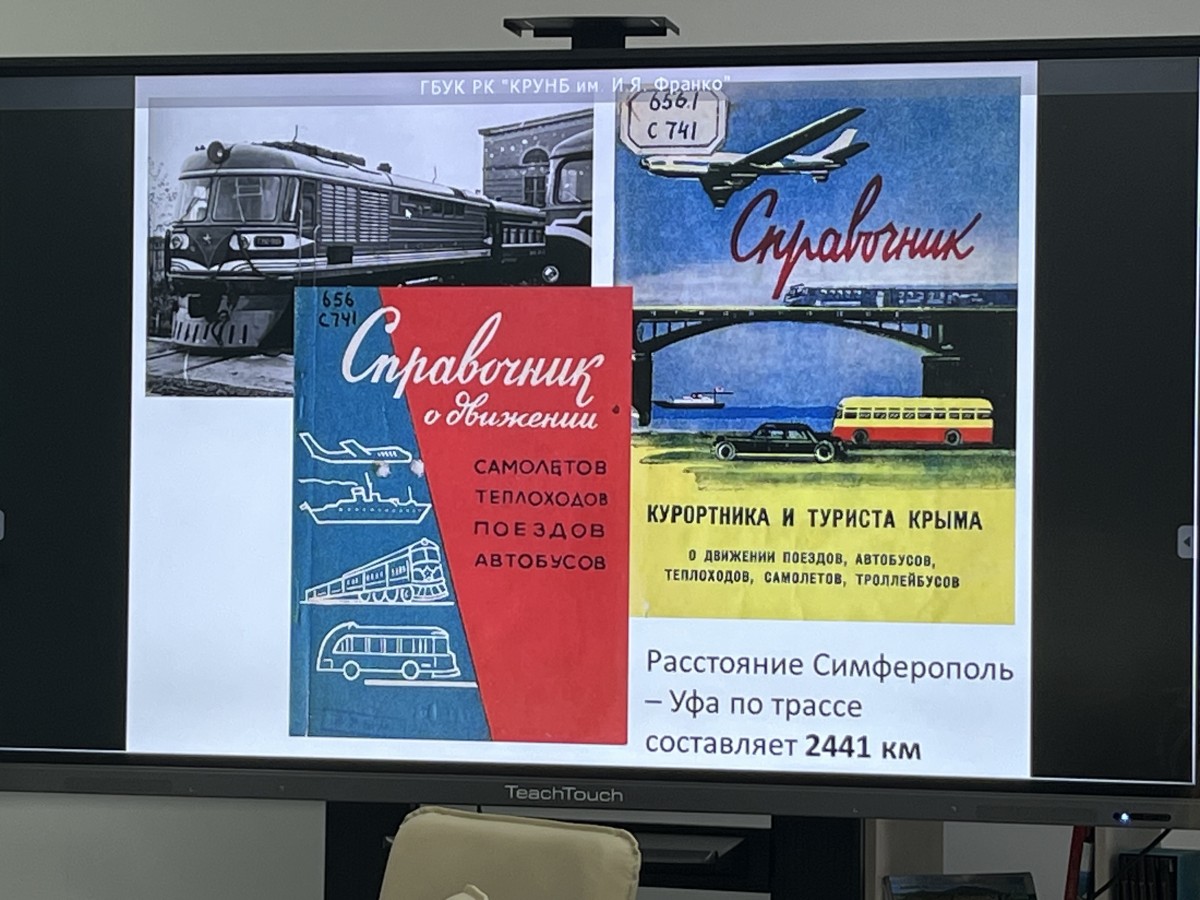 ГБУК РК "КРУНБ им. И.Я. Франко"
656.1
С 741
Справочник
КУРОРТНИКА И ТУРИСТА КРЫМА
О ДВИЖЕНИИ ПОЕЗДОВ, АВТОБУСОВ,
ТЕПЛОХОДОВ, САМОЛЕТОВ, ТРОЛЛЕЙБУСОВ
656
С741
Справочник
о движении
САМОЛЕТОВ
ТЕПЛОХОДОВ
ПОЕЗДОВ
АВТОБУСОВ
Расстояние Симферополь
– Уфа по трассе
составляет 2441 км
TeachTouch